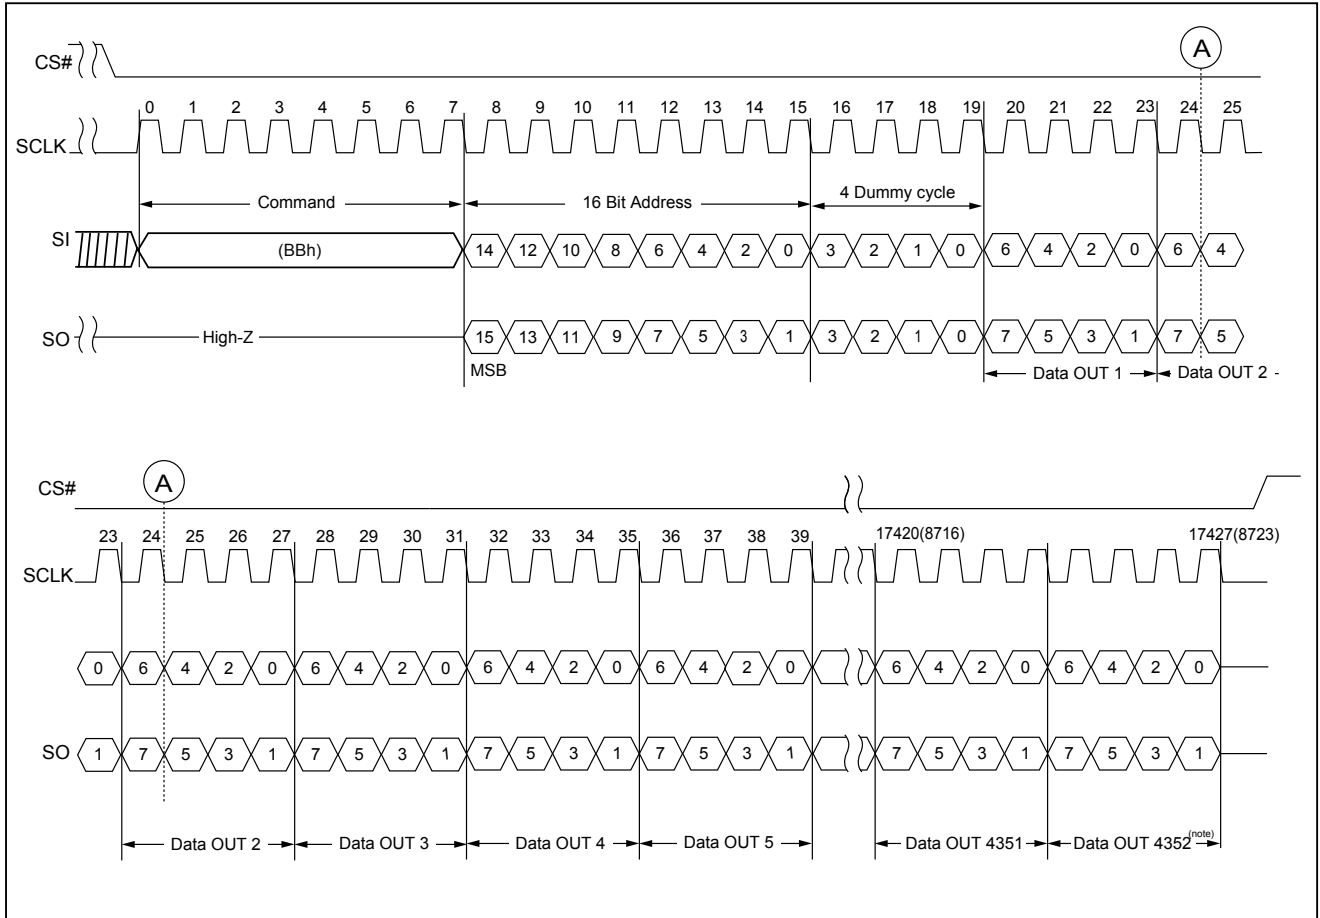 CS#
A
0 1 2 3 4 5 6 7 8 9 10 11 12 13 14 15 16 17 18 19 20 21 22 23 24 25
SCLK
Command 16 Bit Address 4 Dummy cycle
SI (BBh) 14 12 10 8 6 4 2 0 3 2 1 0 6 4 2 0 6 4
SO High-Z 15 13 11 9 7 5 3 1 3 2 1 0 7 5 3 1 7 5
MSB Data OUT 1 Data OUT 2
A
CS#
23 24 25 26 27 28 29 30 31 32 33 34 35 36 37 38 39 17420(8716) 17427(8723)
SCLK
0 6 4 2 0 6 4 2 0 6 4 2 0 6 4 2 0 6 4 2 0 6 4 2 0
SO 1 7 5 3 1 7 5 3 1 7 5 3 1 7 5 3 1 7 5 3 1 7 5 3 1
Data OUT 2 Data OUT 3 Data OUT 4 Data OUT 5 Data OUT 4351 Data OUT 4352 (note)